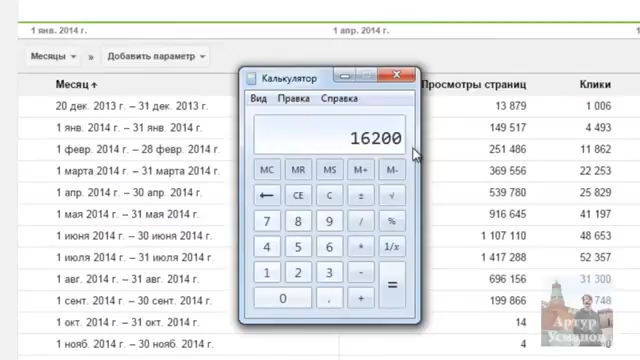 1 янв. 2014 г. 1 апр. 2014 г.
Месяцы » Добавить параметр
Калькулятор
Вид Правка Справка
16200
MC MR MS M+ M-
← CE C ± √
7 8 9 / %
4 5 6 * 1/x
1 2 3 - =
0 . +
Месяц Просмотры страниц Клики
20 дек. 2013 г. – 31 дек. 2013 г. 13 879 1 006
1 янв. 2014 г. – 31 янв. 2014 г. 149 517 4 493
1 февр. 2014 г. – 28 февр. 2014 г. 251 486 11 862
1 марта 2014 г. – 31 марта 2014 г. 369 556 22 253
1 апр. 2014 г. – 30 апр. 2014 г. 539 780 25 829
1 мая 2014 г. – 31 мая 2014 г. 916 645 41 197
1 июня 2014 г. – 30 июня 2014 г. 1 107 110 48 653
1 июля 2014 г. – 31 июля 2014 г. 1 417 288 52 357
1 авг. 2014 г. – 31 авг. 2014 г. 696 156 31 300
1 сент. 2014 г. – 30 сент. 2014 г. 199 866
1 окт. 2014 г. – 31 окт. 2014 г. 14
1 нояб. 2014 г. – 30 нояб. 2014 г. 4
Артур
Усманов